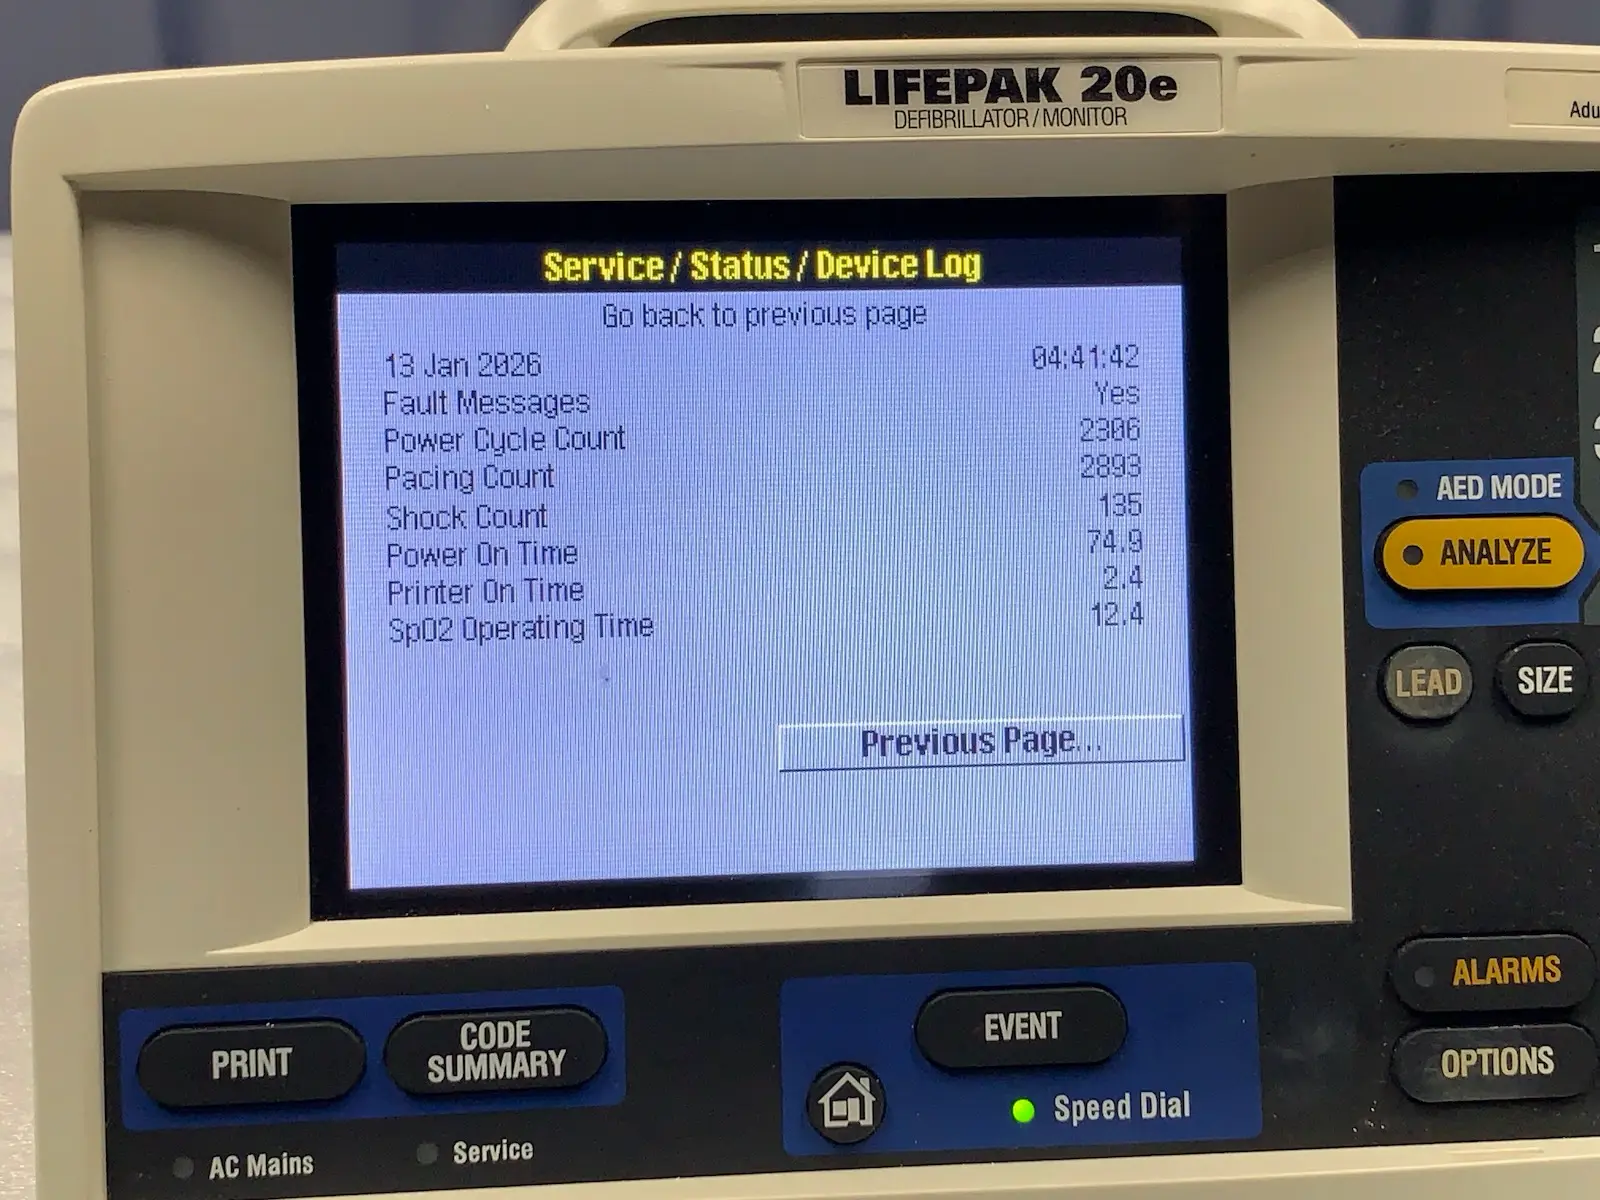 LIFEPAK 20e
DEFIBRILLATOR / MONITOR
Service / Status / Device Log
Go back to previous page
13 Jan 2026 04:41:42
Fault Messages Yes
Power Cycle Count 2306
Pacing Count 2893
Shock Count 135
Power On Time 74.9
Printer On Time 2.4
SpO2 Operating Time 12.4
Previous Page...
AED MODE
ANALYZE
LEAD SIZE
ALARMS
OPTIONS
PRINT
CODE
SUMMARY
EVENT
Speed Dial
AC Mains
Service